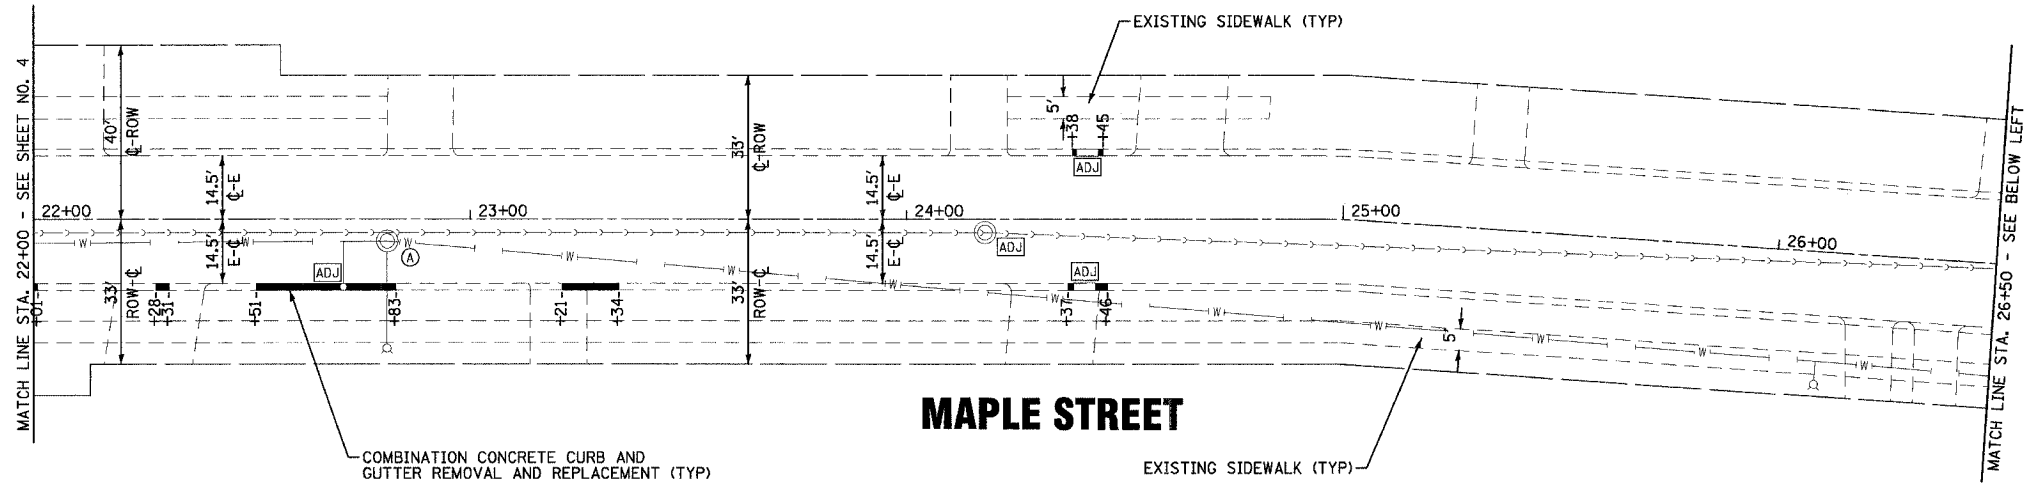 EXISTING SIDEWALK (TYP)
MATCH LINE STA. 22+00 - SEE SHEET NO. 4
40'
℄-ROW
33'
℄-ROW
5'
+38
+45
ADJ
14.5'
℄-E
14.5'
℄-E
22+00
23+00
24+00
25+00
26+00
W
W
W
A
W
W
W
W
W
W
W
W
W
14.5'
E-℄
14.5'
E-℄
ADJ
ADJ
ADJ
33'
ROW-℄
33'
ROW-℄
+01
+28
+31
+51
+83
+21
+34
+37
+46
5'
MATCH LINE STA. 26+50 - SEE BELOW LEFT
MAPLE STREET
COMBINATION CONCRETE CURB AND
GUTTER REMOVAL AND REPLACEMENT (TYP)
EXISTING SIDEWALK (TYP)